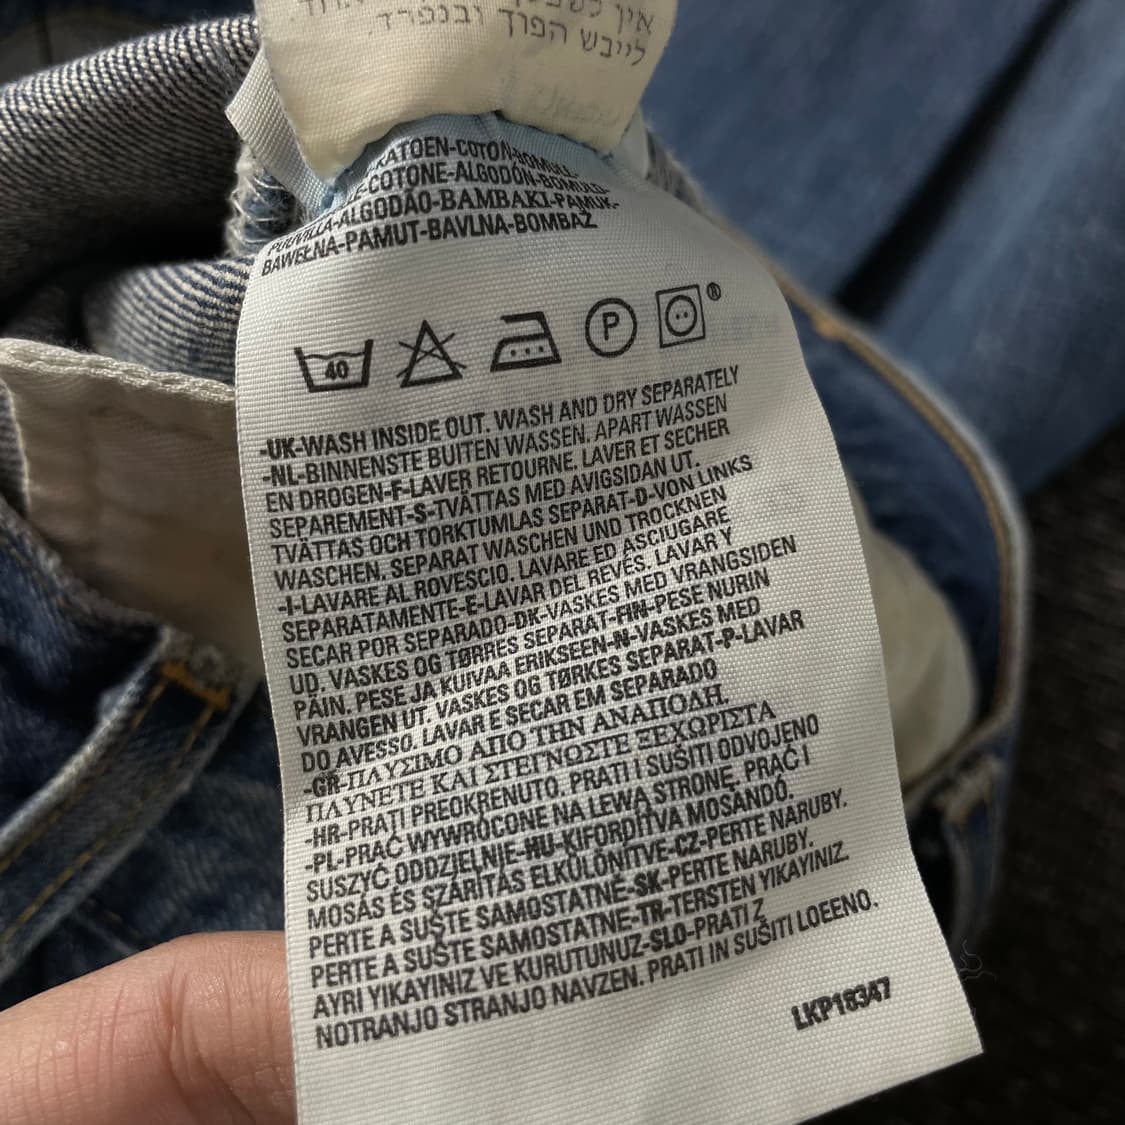 אין
לייבש הפוך ובנפרד.
KATOEN-COTON-BOMULL-
-COTONE-ALGODÓN-BOMULD-
PUUVILLA-ALGODÃO-BAMBAKI-PAMUK-
BAWEŁNA-PAMUT-BAVLNA-BOMBAŽ
40 P ®
-UK-WASH INSIDE OUT. WASH AND DRY SEPARATELY
-NL-BINNENSTE BUITEN WASSEN. APART WASSEN
EN DROGEN-F-LAVER RETOURNE. LAVER ET SECHER
SEPAREMENT-S-TVÄTTAS MED AVIGSIDAN UT.
TVÄTTAS OCH TORKTUMLAS SEPARAT-D-VON LINKS
WASCHEN. SEPARAT WASCHEN UND TROCKNEN
-I-LAVARE AL ROVESCIO. LAVARE ED ASCIUGARE
SEPARATAMENTE-E-LAVAR DEL REVÉS. LAVAR Y
SECAR POR SEPARADO-DK-VASKES MED VRANGSIDEN
UD. VASKES OG TØRRES SEPARAT-FIN-PESE NURIN
PÄIN. PESE JA KUIVAA ERIKSEEN-N-VASKES MED
VRANGEN UT. VASKES OG TØRKES SEPARAT-P-LAVAR
DO AVESSO. LAVAR E SECAR EM SEPARADO
-GR-ΠΛΥΣΙΜΟ ΑΠΟ ΤΗΝ ΑΝΑΠΟΔΗ.
ΠΛΥΝΕΤΕ ΚΑΙ ΣΤΕΓΝΩΣΤΕ ΞΕΧΩΡΙΣΤΑ
-HR-PRATI PREOKRENUTO. PRATI I SUŠITI ODVOJENO
-PL-PRAĆ WYWRÓCONE NA LEWĄ STRONĘ. PRAĆ I
SUSZYĆ ODDZIELNIE-HU-KIFORDÍTVA MOSANDÓ.
MOSÁS ÉS SZÁRÍTÁS ELKÜLÖNÍTVE-CZ-PERTE NARUBY.
PERTE A SUŠTE SAMOSTATNĚ-SK-PERTE NARUBY.
PERTE A SUŠTE SAMOSTATNE-TR-TERSTEN YIKAYINIZ.
AYRI YIKAYINIZ VE KURUTUNUZ-SLO-PRATI Z
NOTRANJO STRANJO NAVZEN. PRATI IN SUŠITI LOEENO.
LKP18347